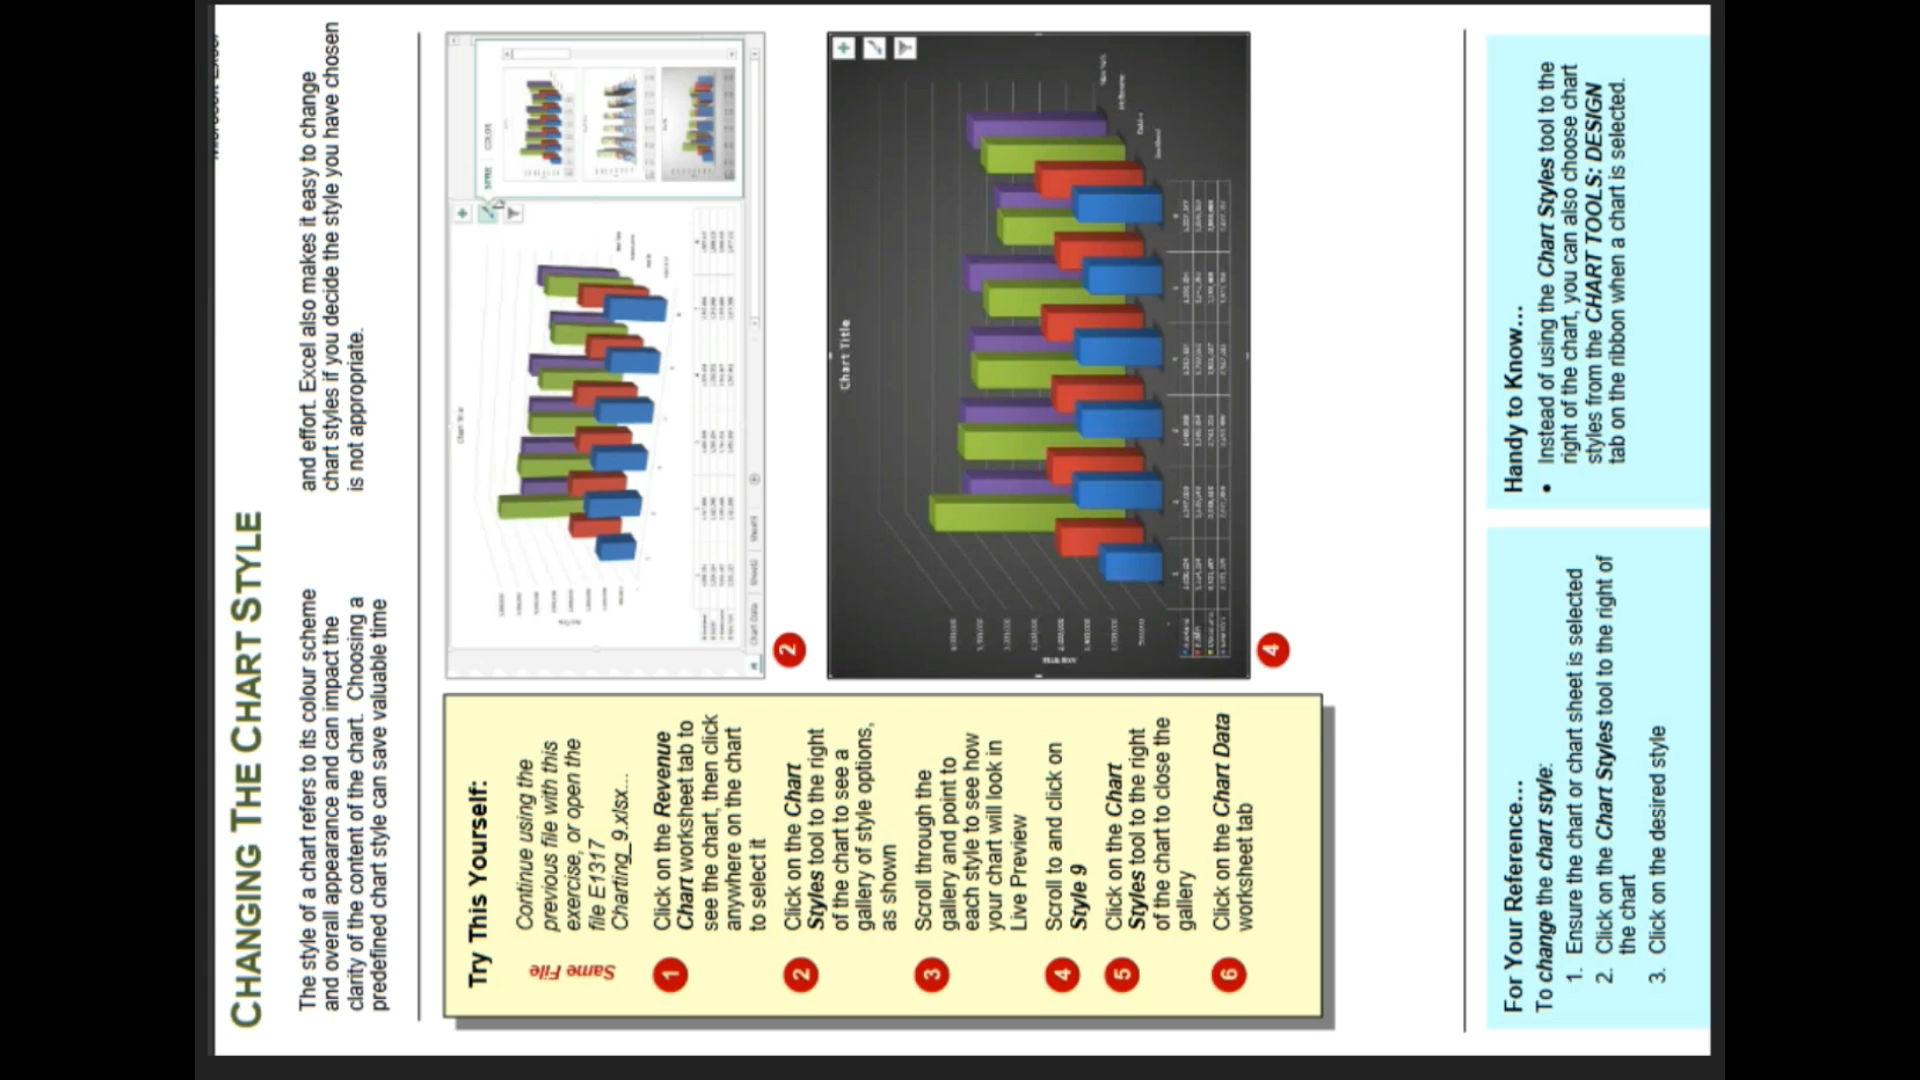 CHANGING THE CHART STYLE
The style of a chart refers to its colour scheme
and overall appearance and can impact the
clarity of the content of the chart. Choosing a
predefined chart style can save valuable time
and effort. Excel also makes it easy to change
chart styles if you decide the style you have chosen
is not appropriate.
Try This Yourself:
Same File
Continue using the
previous file with this
exercise, or open the
file E1317
Charting_9.xlsx...
1
Click on the Revenue
Chart worksheet tab to
see the chart, then click
anywhere on the chart
to select it
2
Click on the Chart
Styles tool to the right
of the chart to see a
gallery of style options,
as shown
3
Scroll through the
gallery and point to
each style to see how
your chart will look in
Live Preview
4
Scroll to and click on
Style 9
5
Click on the Chart
Styles tool to the right
of the chart to close the
gallery
6
Click on the Chart Data
worksheet tab
STYLE COLOR
Chart Title
Chart Data Sheet2 Sheet3
2
Chart Title
4
For Your Reference...
To change the chart style:
1. Ensure the chart or chart sheet is selected
2. Click on the Chart Styles tool to the right of
the chart
3. Click on the desired style
Handy to Know...
• Instead of using the Chart Styles tool to the
right of the chart, you can also choose chart
styles from the CHART TOOLS: DESIGN
tab on the ribbon when a chart is selected.